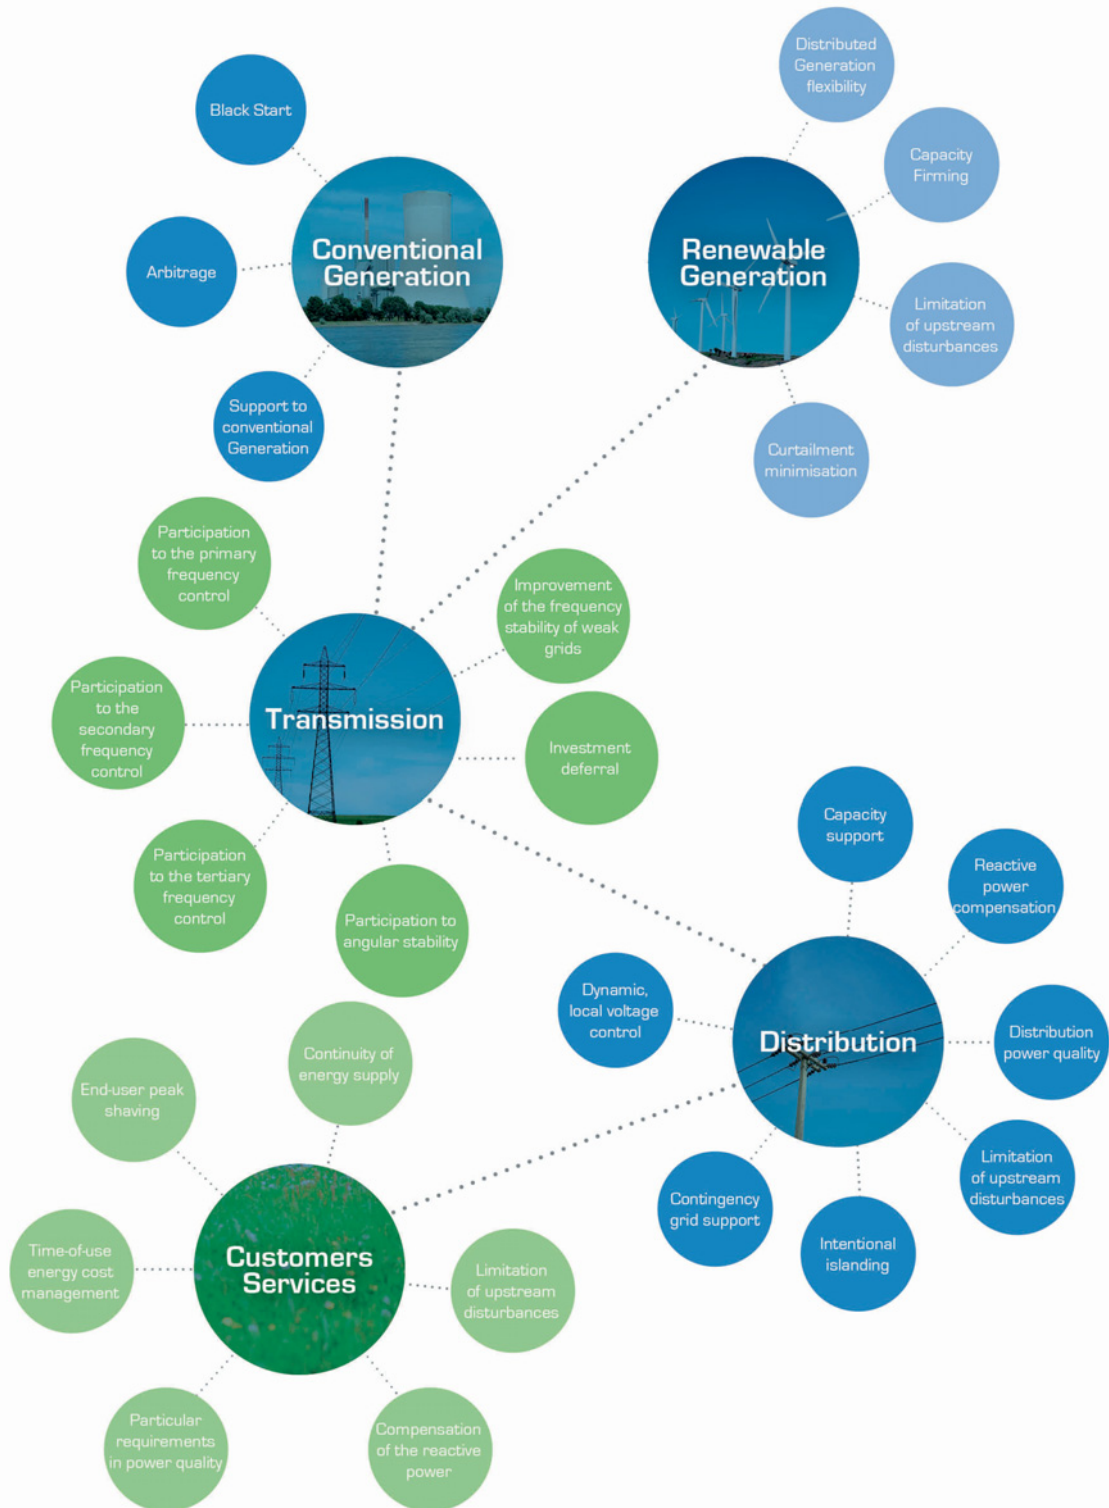 Black Start
Arbitrage
Support to
conventional
Generation
Conventional
Generation
Distributed
Generation
flexibility
Capacity
Firming
Limitation
of upstream
disturbances
Curtailment
minimisation
Renewable
Generation
Participation
to the primary
frequency
control
Participation
to the
secondary
frequency
control
Participation
to the tertiary
frequency
control
Participation to
angular stability
Improvement
of the frequency
stability of weak
grids
Investment
deferral
Transmission
Capacity
support
Reactive
power
compensation
Dynamic,
local voltage
control
Distribution
power quality
Limitation
of upstream
disturbances
Contingency
grid support
Intentional
islanding
Distribution
Continuity of
energy supply
End-user peak
shaving
Time-of-use
energy cost
management
Particular
requirements
in power quality
Compensation
of the reactive
power
Limitation
of upstream
disturbances
Customers
Services